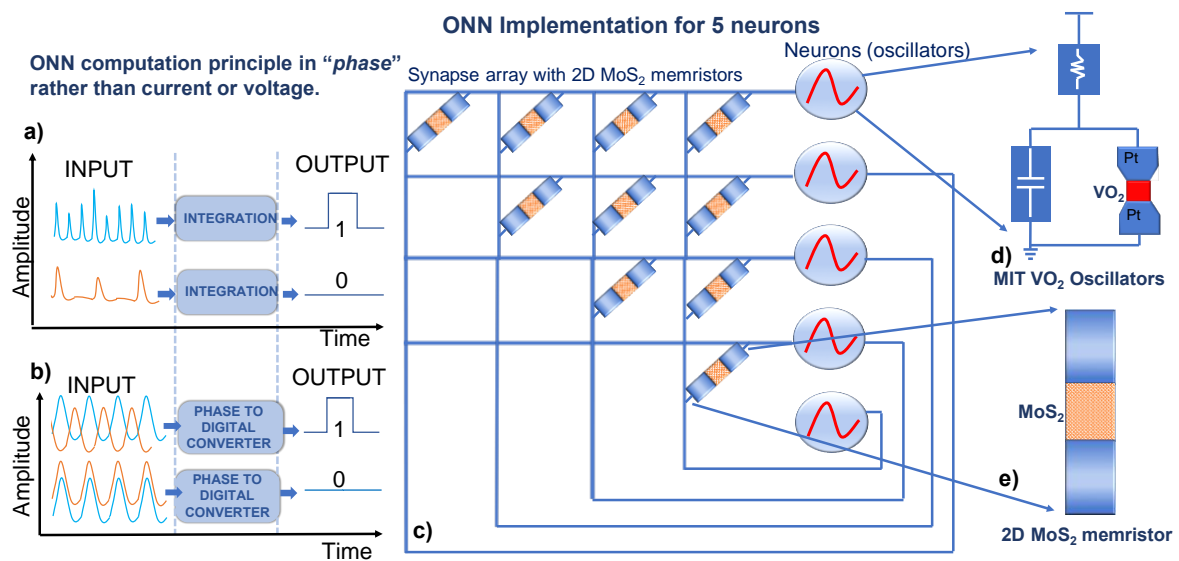 ONN Implementation for 5 neurons
ONN computation principle in “phase”
rather than current or voltage.
a)
INPUT
OUTPUT
INTEGRATION
1
0
INTEGRATION
Amplitude
Time
b)
INPUT
OUTPUT
PHASE TO
DIGITAL
CONVERTER
1
0
PHASE TO
DIGITAL
CONVERTER
Amplitude
Time
Synapse array with 2D MoS₂ memristors
Neurons (oscillators)
c)
Pt
VO₂
Pt
d)
MIT VO₂ Oscillators
MoS₂
e)
2D MoS₂ memristor